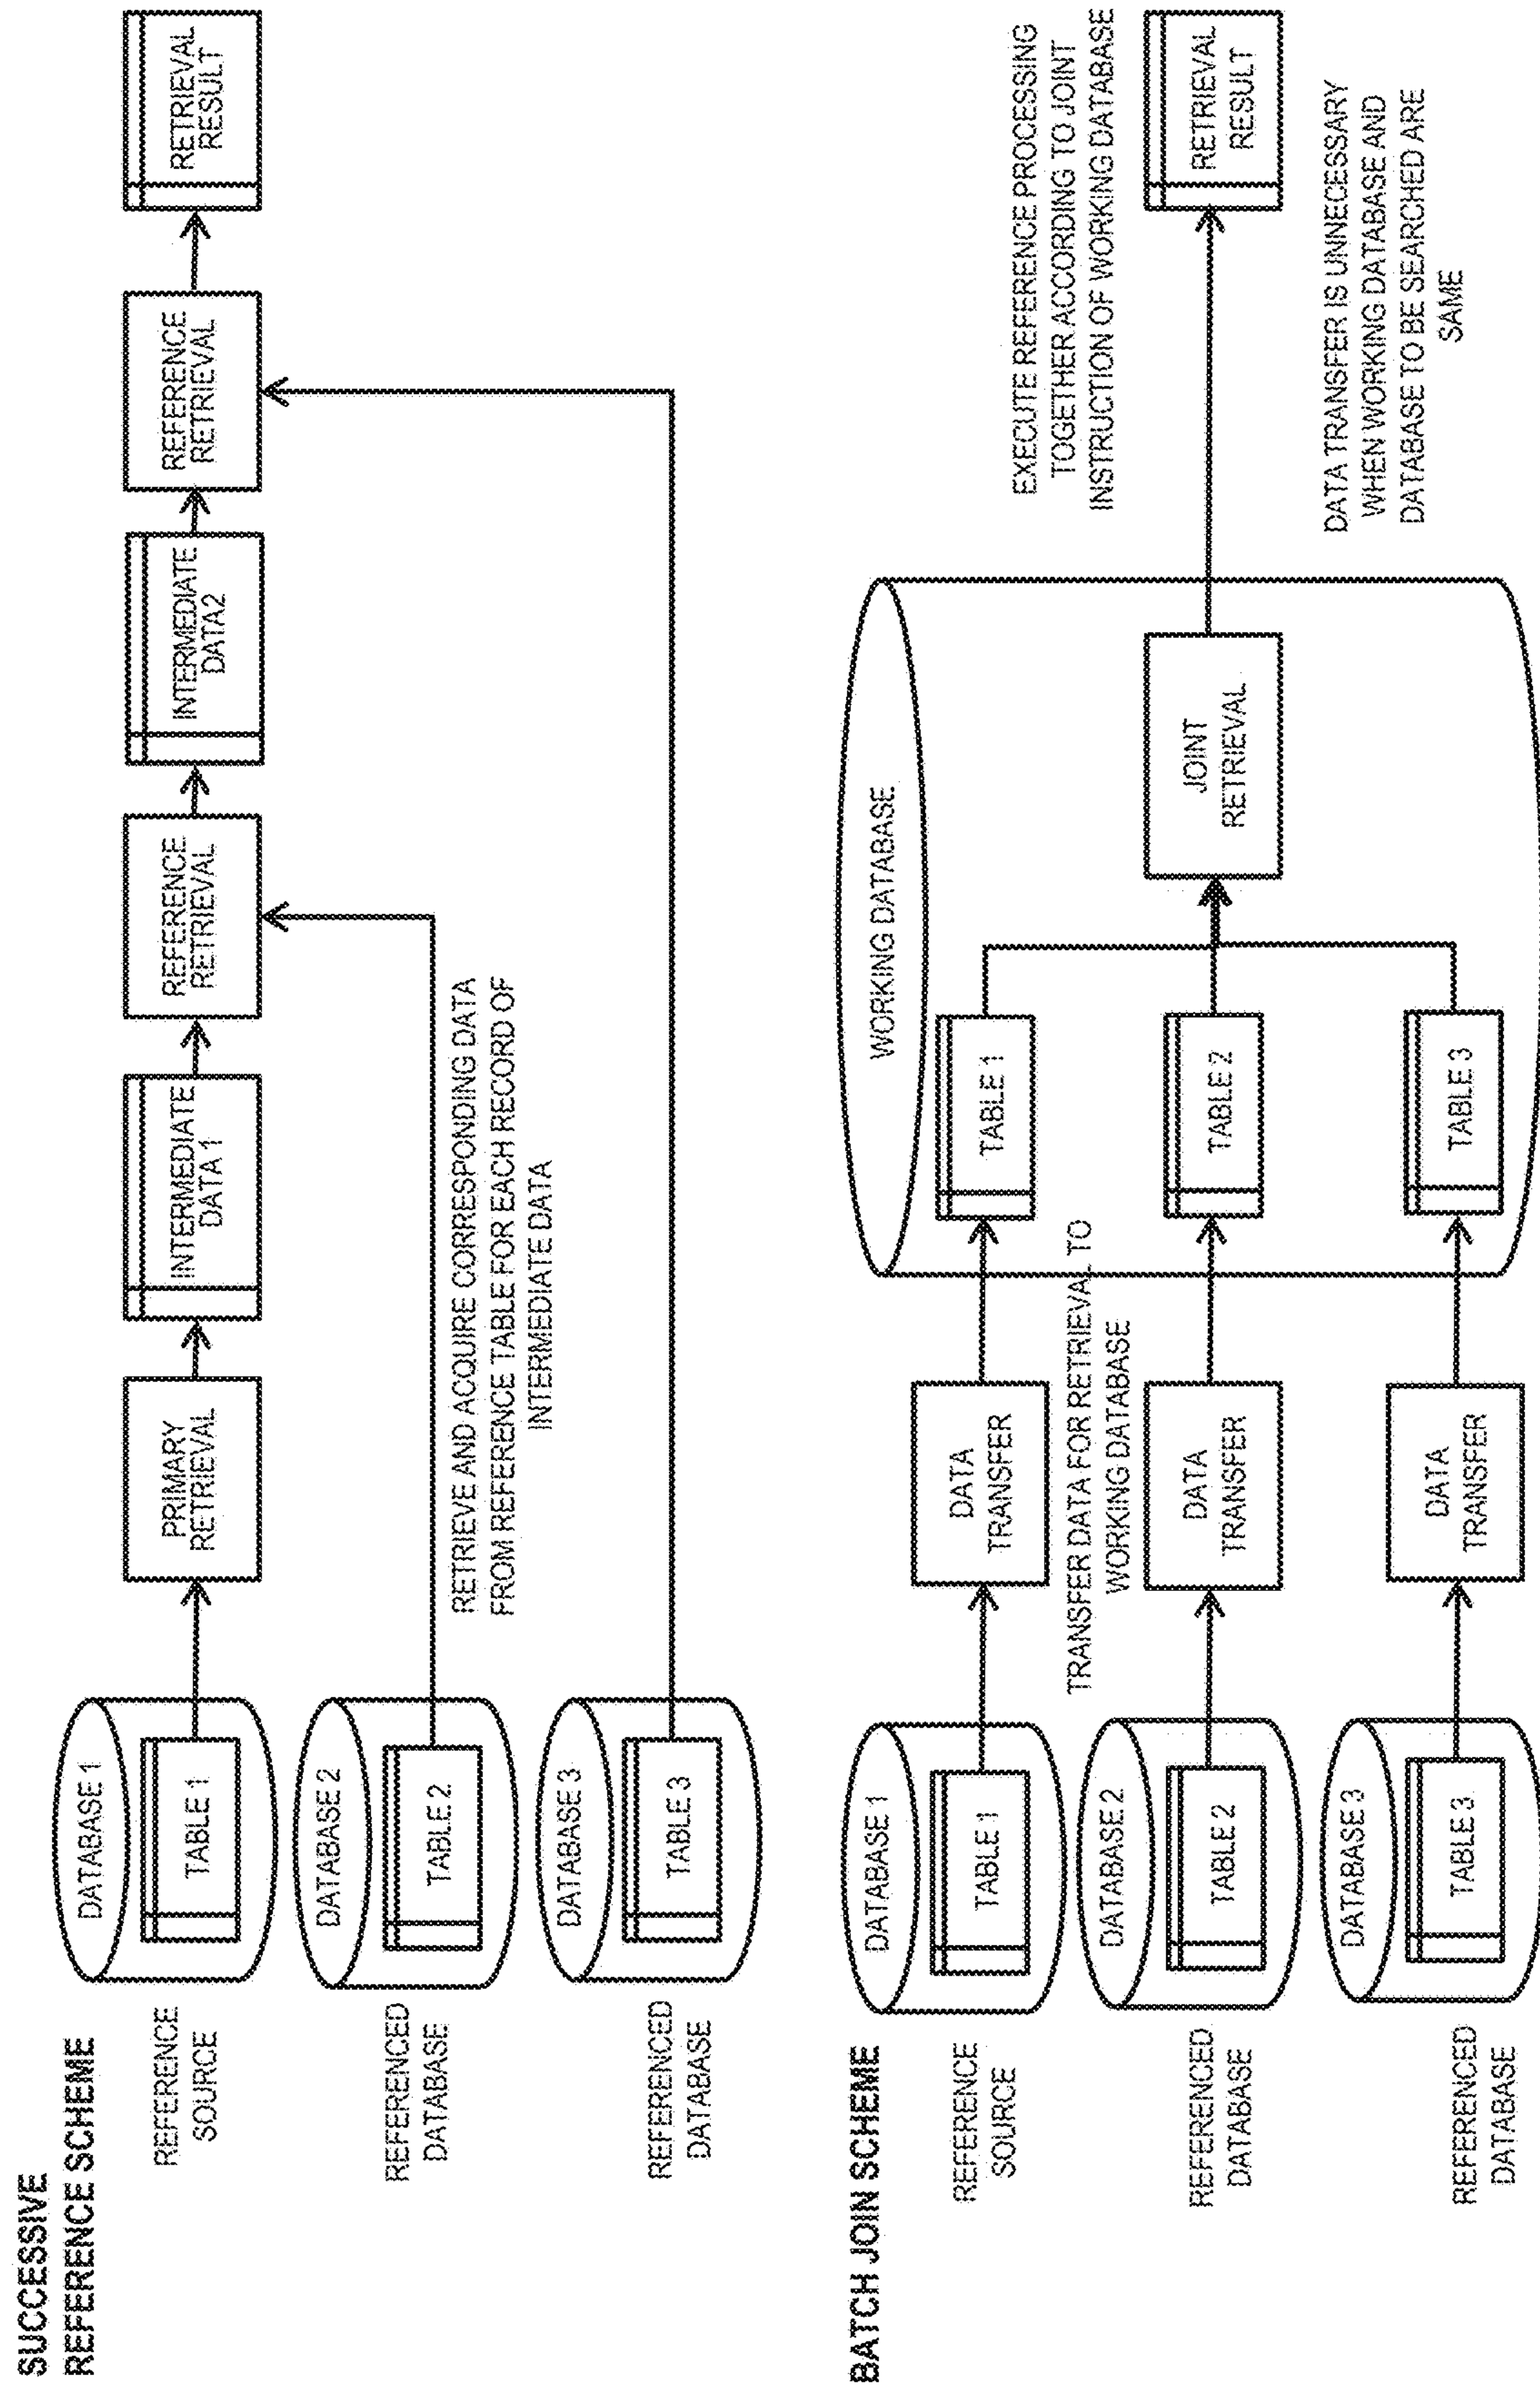 SUCCESSIVE
REFERENCE SCHEME
REFERENCE
SOURCE
DATABASE 1
TABLE 1
PRIMARY
RETRIEVAL
INTERMEDIATE
DATA 1
REFERENCE
RETRIEVAL
INTERMEDIATE
DATA2
REFERENCE
RETRIEVAL
RETRIEVAL
RESULT
REFERENCED
DATABASE
DATABASE 2
TABLE 2
RETRIEVE AND ACQUIRE CORRESPONDING DATA
FROM REFERENCE TABLE FOR EACH RECORD OF
INTERMEDIATE DATA
REFERENCED
DATABASE
DATABASE 3
TABLE 3
BATCH JOIN SCHEME
REFERENCE
SOURCE
DATABASE 1
TABLE 1
DATA
TRANSFER
WORKING DATABASE
TABLE 1
EXECUTE REFERENCE PROCESSING
TOGETHER ACCORDING TO JOINT
INSTRUCTION OF WORKING DATABASE
TRANSFER DATA FOR RETRIEVAL TO
WORKING DATABASE
REFERENCED
DATABASE
DATABASE 2
TABLE 2
DATA
TRANSFER
TABLE 2
JOINT
RETRIEVAL
RETRIEVAL
RESULT
DATA TRANSFER IS UNNECESSARY
WHEN WORKING DATABASE AND
DATABASE TO BE SEARCHED ARE
SAME
REFERENCED
DATABASE
DATABASE 3
TABLE 3
DATA
TRANSFER
TABLE 3